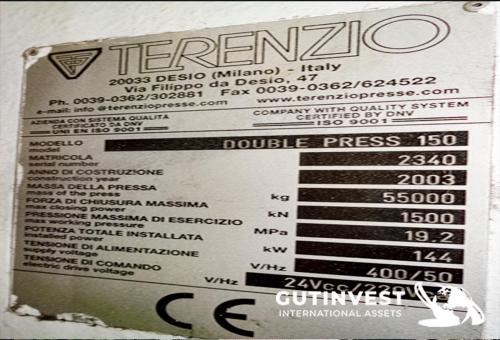 TERENZIO
20033 DESIO (Milano) - Italy
Via Filippo da Desio, 47
Ph. 0039-0362/302881 Fax 0039-0362/624522
e-mail: info@terenziopresse.com www.terenziopresse.com
AZIENDA CON SISTEMA QUALITÀ
CERTIFICATO DA DNV
UNI EN ISO 9001
COMPANY WITH QUALITY SYSTEM
CERTIFIED BY DNV
ISO 9001
MODELLO
model
DOUBLE PRESS 150
MATRICOLA
serial number
2340
ANNO DI COSTRUZIONE
construction year
2003
MASSA DELLA PRESSA
mass of the press
kg 55000
FORZA DI CHIUSURA MASSIMA
max closing power
kN 1500
PRESSIONE MASSIMA DI ESERCIZIO
max working pressure
MPa 19.2
POTENZA TOTALE INSTALLATA
installed power
kW 144
TENSIONE DI ALIMENTAZIONE
supply voltage
V/Hz 400/50
TENSIONE DI COMANDO
electric drive voltage
V/Hz 24Vcc/220V
CE
GUTINVEST
INTERNATIONAL ASSETS